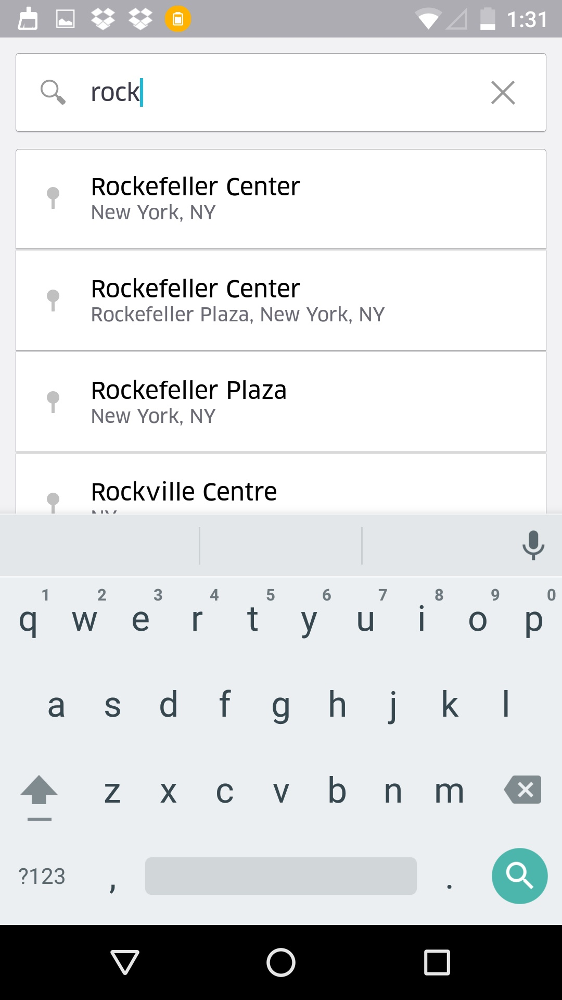 1:31
rock
Rockefeller Center
New York, NY
Rockefeller Center
Rockefeller Plaza, New York, NY
Rockefeller Plaza
New York, NY
Rockville Centre
NY
1 2 3 4 5 6 7 8 9 0
q w e r t y u i o p
a s d f g h j k l
z x c v b n m
?123 , .